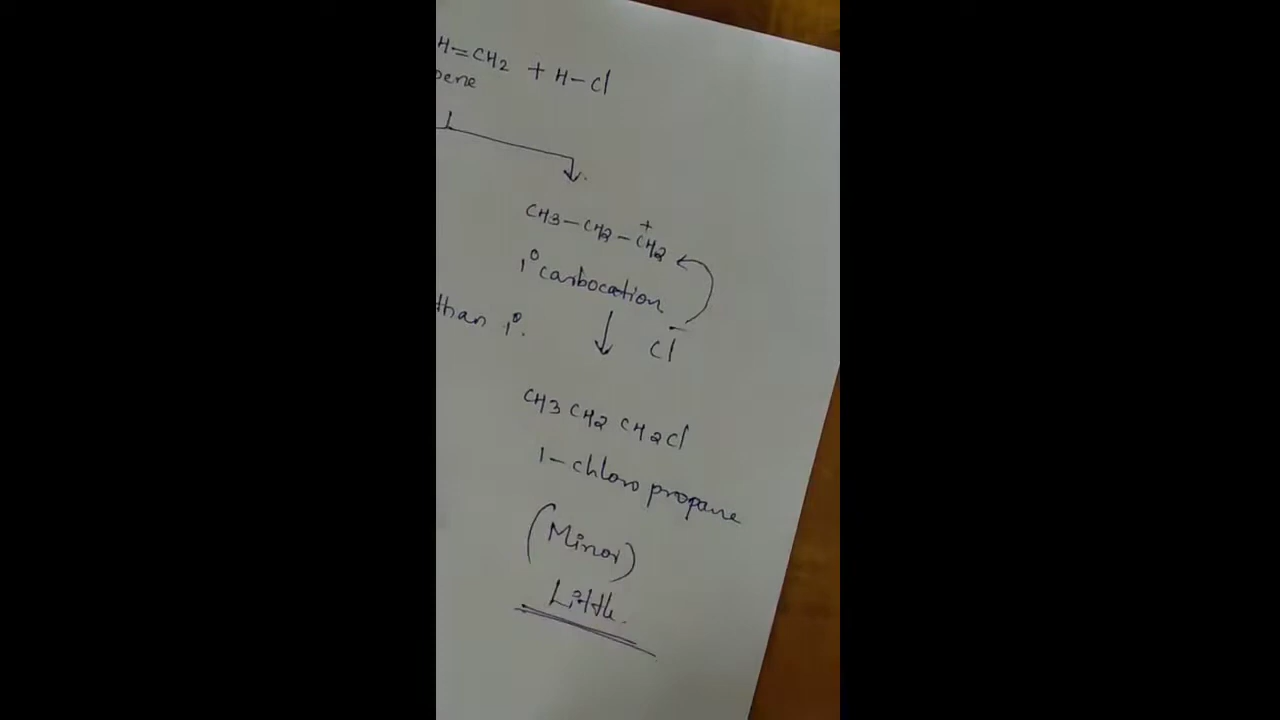 H=CH2 + H-Cl
pene
CH3-CH2-CH2
+
1° carbocation
than 1°.
Cl-
CH3 CH2 CH2Cl
1-chloro propane
(Minor)
Little.